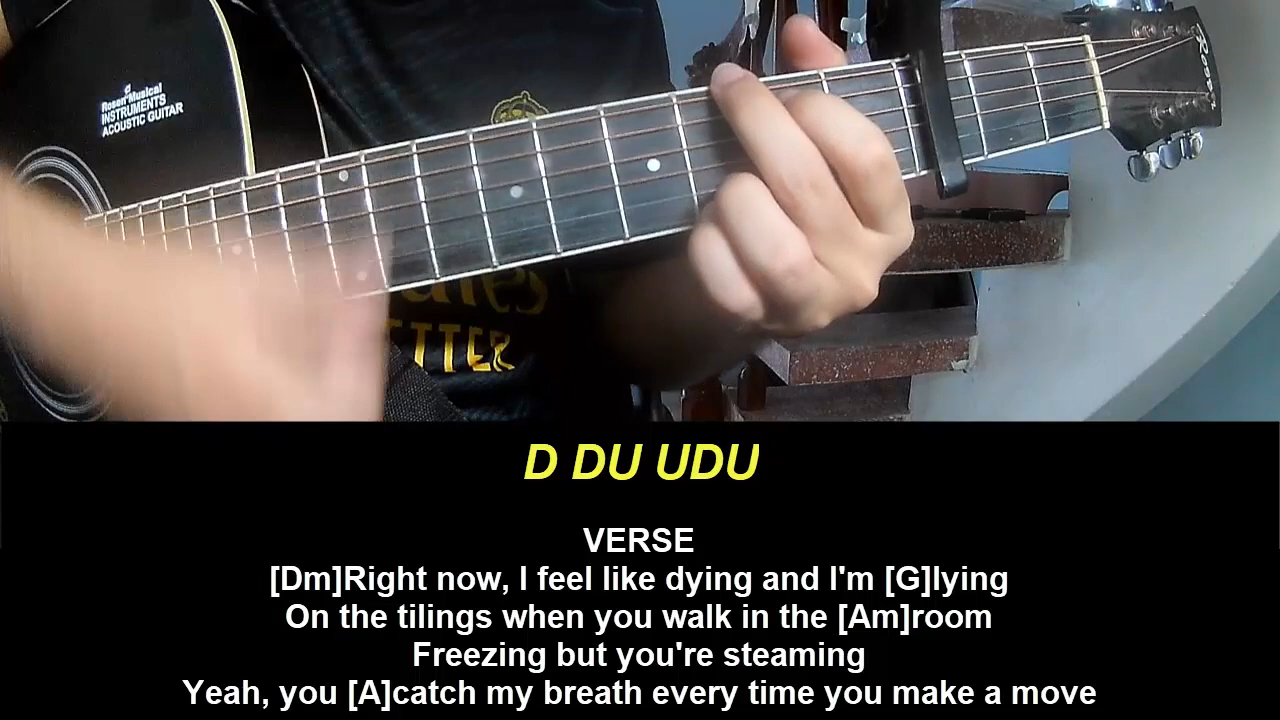 Rosen Musical
INSTRUMENTS
ACOUSTIC GUITAR
Rosen
D DU UDU
VERSE
[Dm]Right now, I feel like dying and I'm [G]lying
On the tilings when you walk in the [Am]room
Freezing but you're steaming
Yeah, you [A]catch my breath every time you make a move